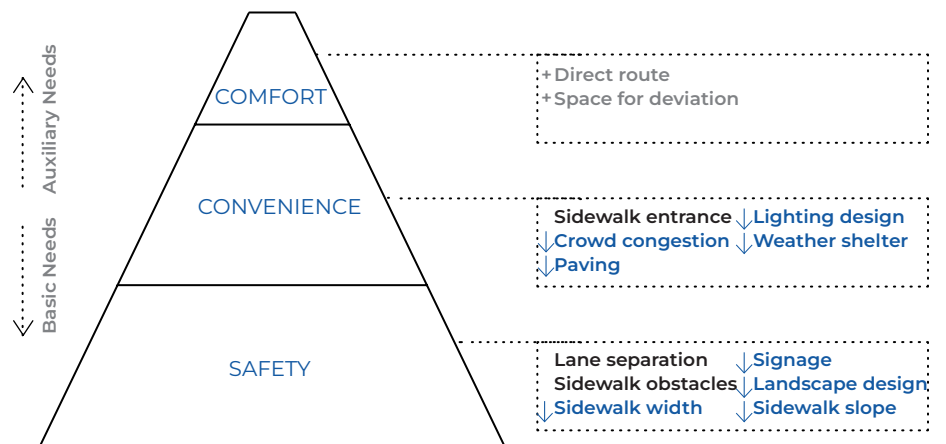 Auxiliary Needs
Basic Needs
COMFORT
CONVENIENCE
SAFETY
+Direct route
+Space for deviation
Sidewalk entrance ↓Lighting design
↓Crowd congestion ↓Weather shelter
↓Paving
Lane separation ↓Signage
Sidewalk obstacles ↓Landscape design
↓Sidewalk width ↓Sidewalk slope